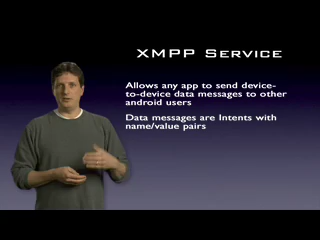 XMPP Service
Allows any app to send device-
to-device data messages to other
android users
Data messages are Intents with
name/value pairs